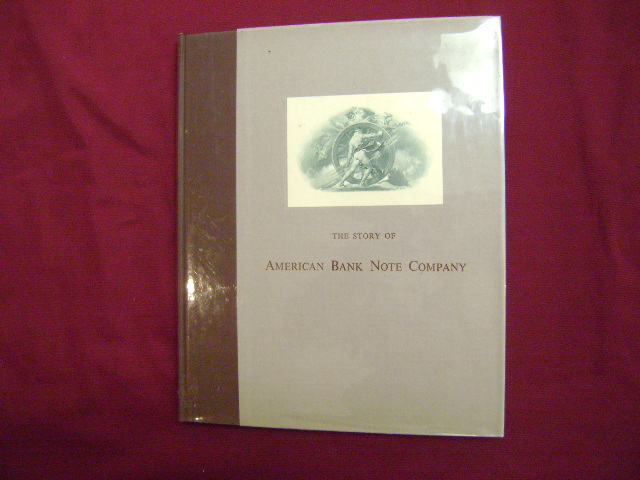 THE STORY OF
AMERICAN BANK NOTE COMPANY